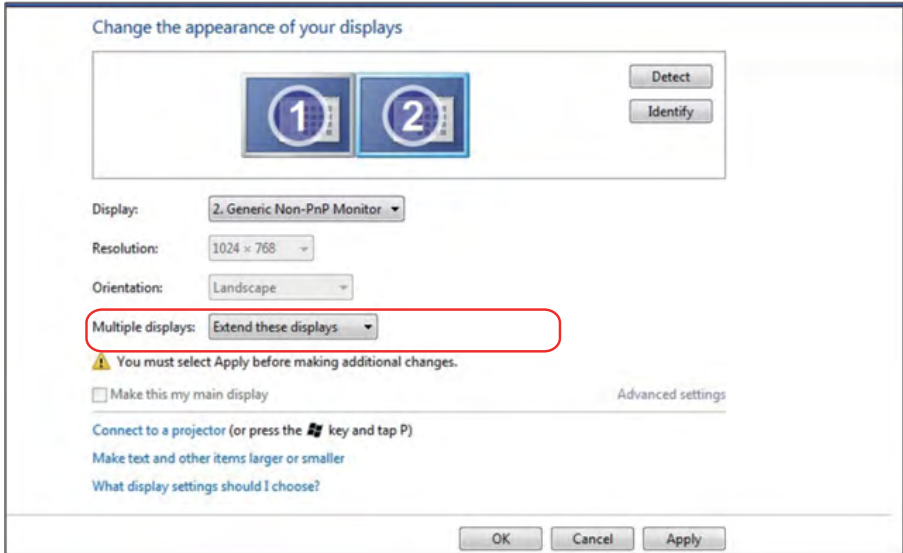 Change the appearance of your displays
1
2
Detect
Identify
Display: 2. Generic Non-PnP Monitor
Resolution: 1024 × 768
Orientation: Landscape
Multiple displays: Extend these displays
You must select Apply before making additional changes.
Make this my main display Advanced settings
Connect to a projector (or press the key and tap P)
Make text and other items larger or smaller
What display settings should I choose?
OK Cancel Apply